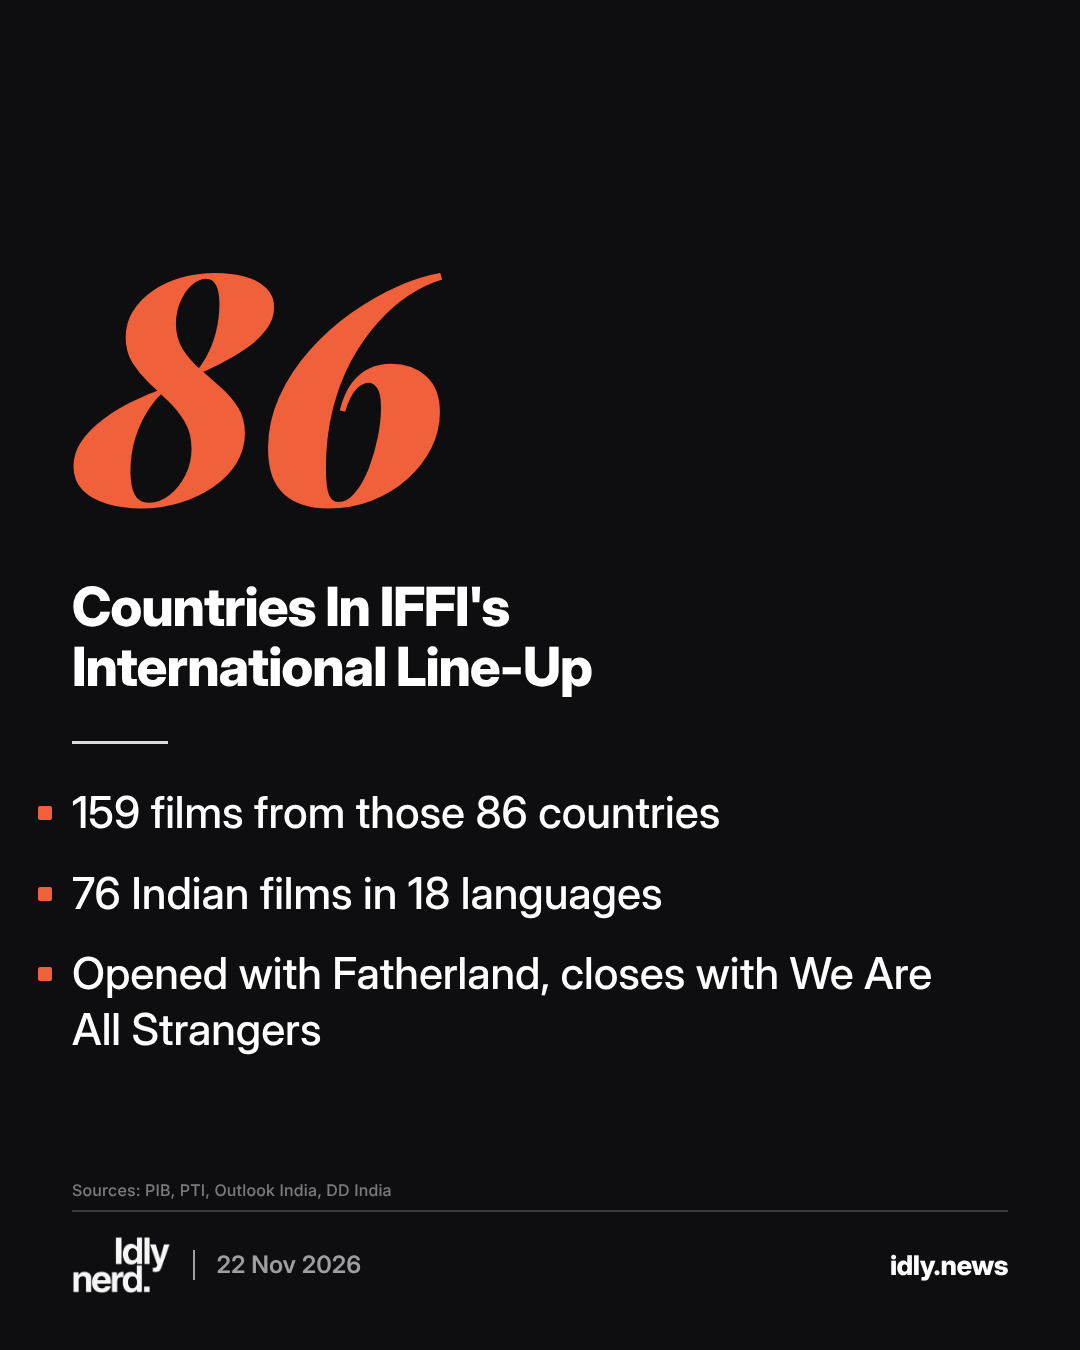 86
Countries In IFFI's
International Line-Up
159 films from those 86 countries
76 Indian films in 18 languages
Opened with Fatherland, closes with We Are
All Strangers
Sources: PIB, PTI, Outlook India, DD India
Idly
nerd.
22 Nov 2026
idly.news